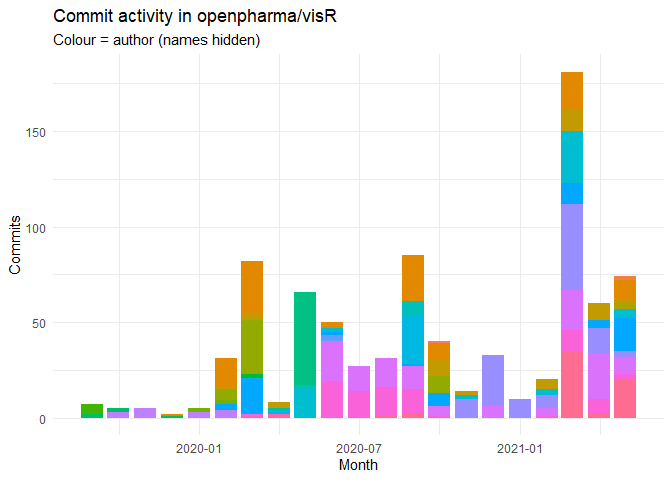 Commit activity in openpharma/visR
Colour = author (names hidden)
150
100
50
0
Commits
2020-01
2020-07
2021-01
Month